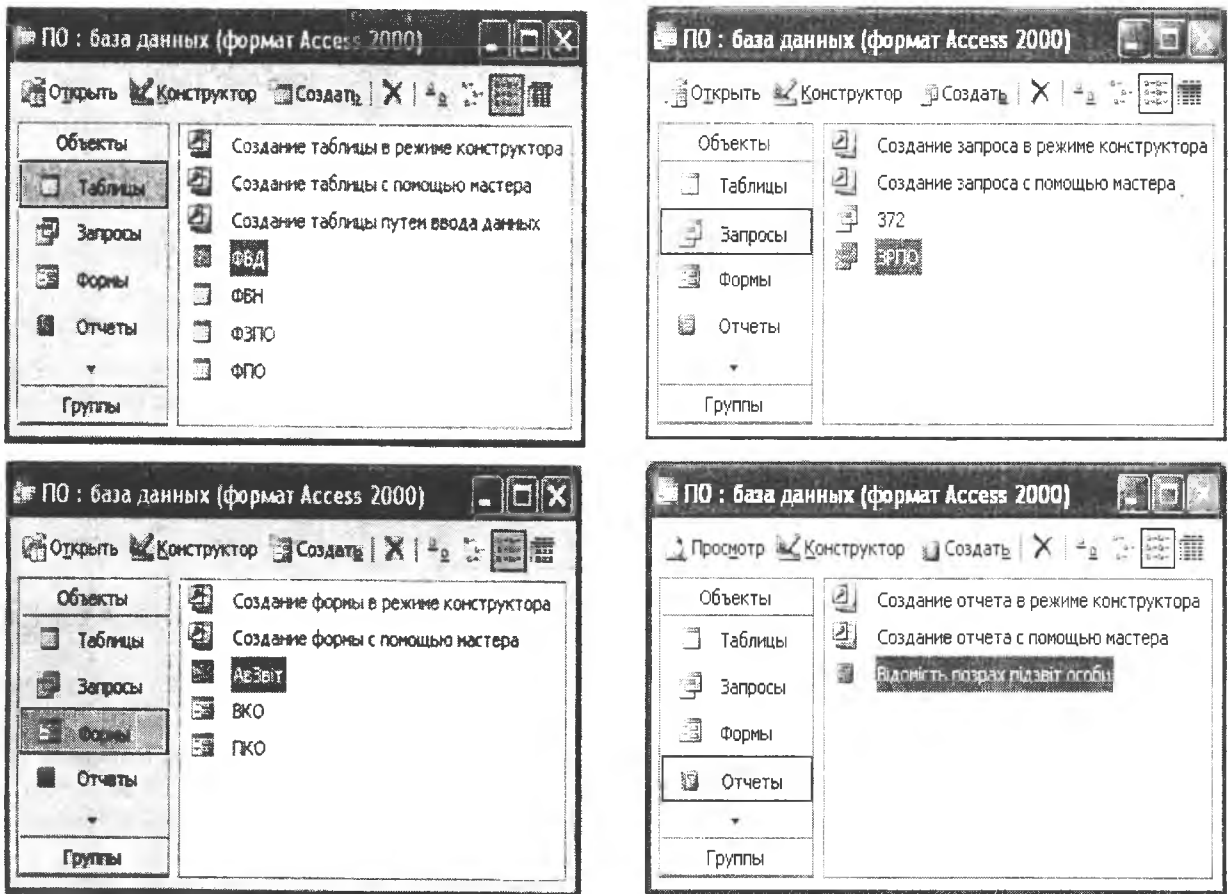 ПО : база данных (формат Access 2000)
Открыть Конструктор Создать
Объекты
Таблицы
Запросы
Формы
Отчеты
Группы
Создание таблицы в режиме конструктора
Создание таблицы с помощью мастера
Создание таблицы путем ввода данных
ФВД
ФВН
ФЗПО
ФПО
ПО : база данных (формат Access 2000)
Открыть Конструктор Создать
Объекты
Таблицы
Запросы
Формы
Отчеты
Группы
Создание запроса в режиме конструктора
Создание запроса с помощью мастера
372
ЗРПО
ПО : база данных (формат Access 2000)
Открыть Конструктор Создать
Объекты
Таблицы
Запросы
Формы
Отчеты
Группы
Создание формы в режиме конструктора
Создание формы с помощью мастера
АвЗвіт
ВКО
ПКО
ПО : база данных (формат Access 2000)
Просмотр Конструктор Создать
Объекты
Таблицы
Запросы
Формы
Отчеты
Группы
Создание отчета в режиме конструктора
Создание отчета с помощью мастера
Відомість розрах підзвіт особи